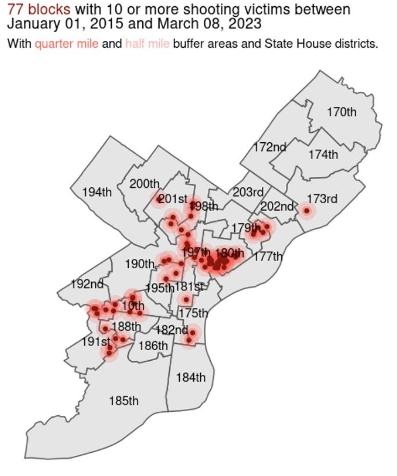 77 blocks with 10 or more shooting victims between
January 01, 2015 and March 08, 2023
With quarter mile and half mile buffer areas and State House districts.
170th
172nd
174th
200th
194th
201st
198th
203rd
202nd
173rd
179th
197th
180th
177th
190th
192nd
195th
181st
10th
175th
188th
182nd
191st
186th
184th
185th